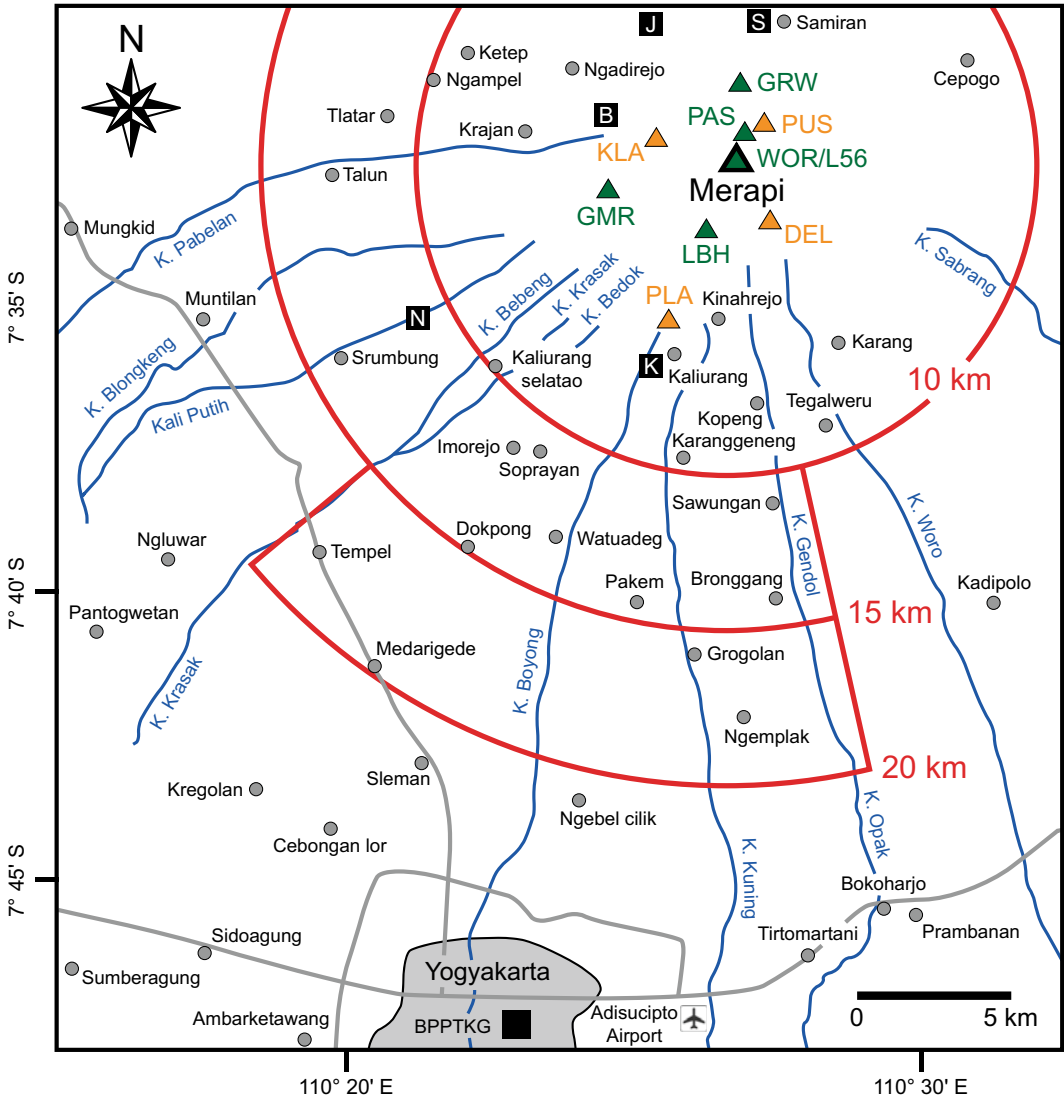 N
J
S
Samiran
Ketep
Ngampel
Ngadirejo
Cepogo
GRW
PAS
PUS
Tlatar
Krajan
B
KLA
WOR/L56
Merapi
Talun
GMR
Mungkid
K. Pabelan
LBH
DEL
K. Sabrang
7° 35' S
Muntilan
K. Bebeng
K. Krasak
K. Bedok
PLA
Kinahrejo
N
Srumbung
Kaliurang
selatao
K
Kaliurang
Karang
10 km
K. Blongkeng
Kali Putih
Kopeng
Tegalweru
Karanggeneng
Imorejo
Soprayan
Sawungan
K. Gendol
K. Woro
Ngluwar
Tempel
Dokpong
Watuadeg
7° 40' S
Pakem
Bronggang
Kadipolo
Pantogwetan
15 km
Medarigede
K. Krasak
K. Boyong
Grogolan
Ngemplak
20 km
Sleman
Kregolan
Ngebel cilik
Cebongan lor
K. Opak
K. Kuning
7° 45' S
Bokoharjo
Prambanan
Tirtomartani
Sidoagung
Sumberagung
Yogyakarta
Ambarketawang
BPPTKG
Adisucipto
Airport
0
5 km
110° 20' E
110° 30' E